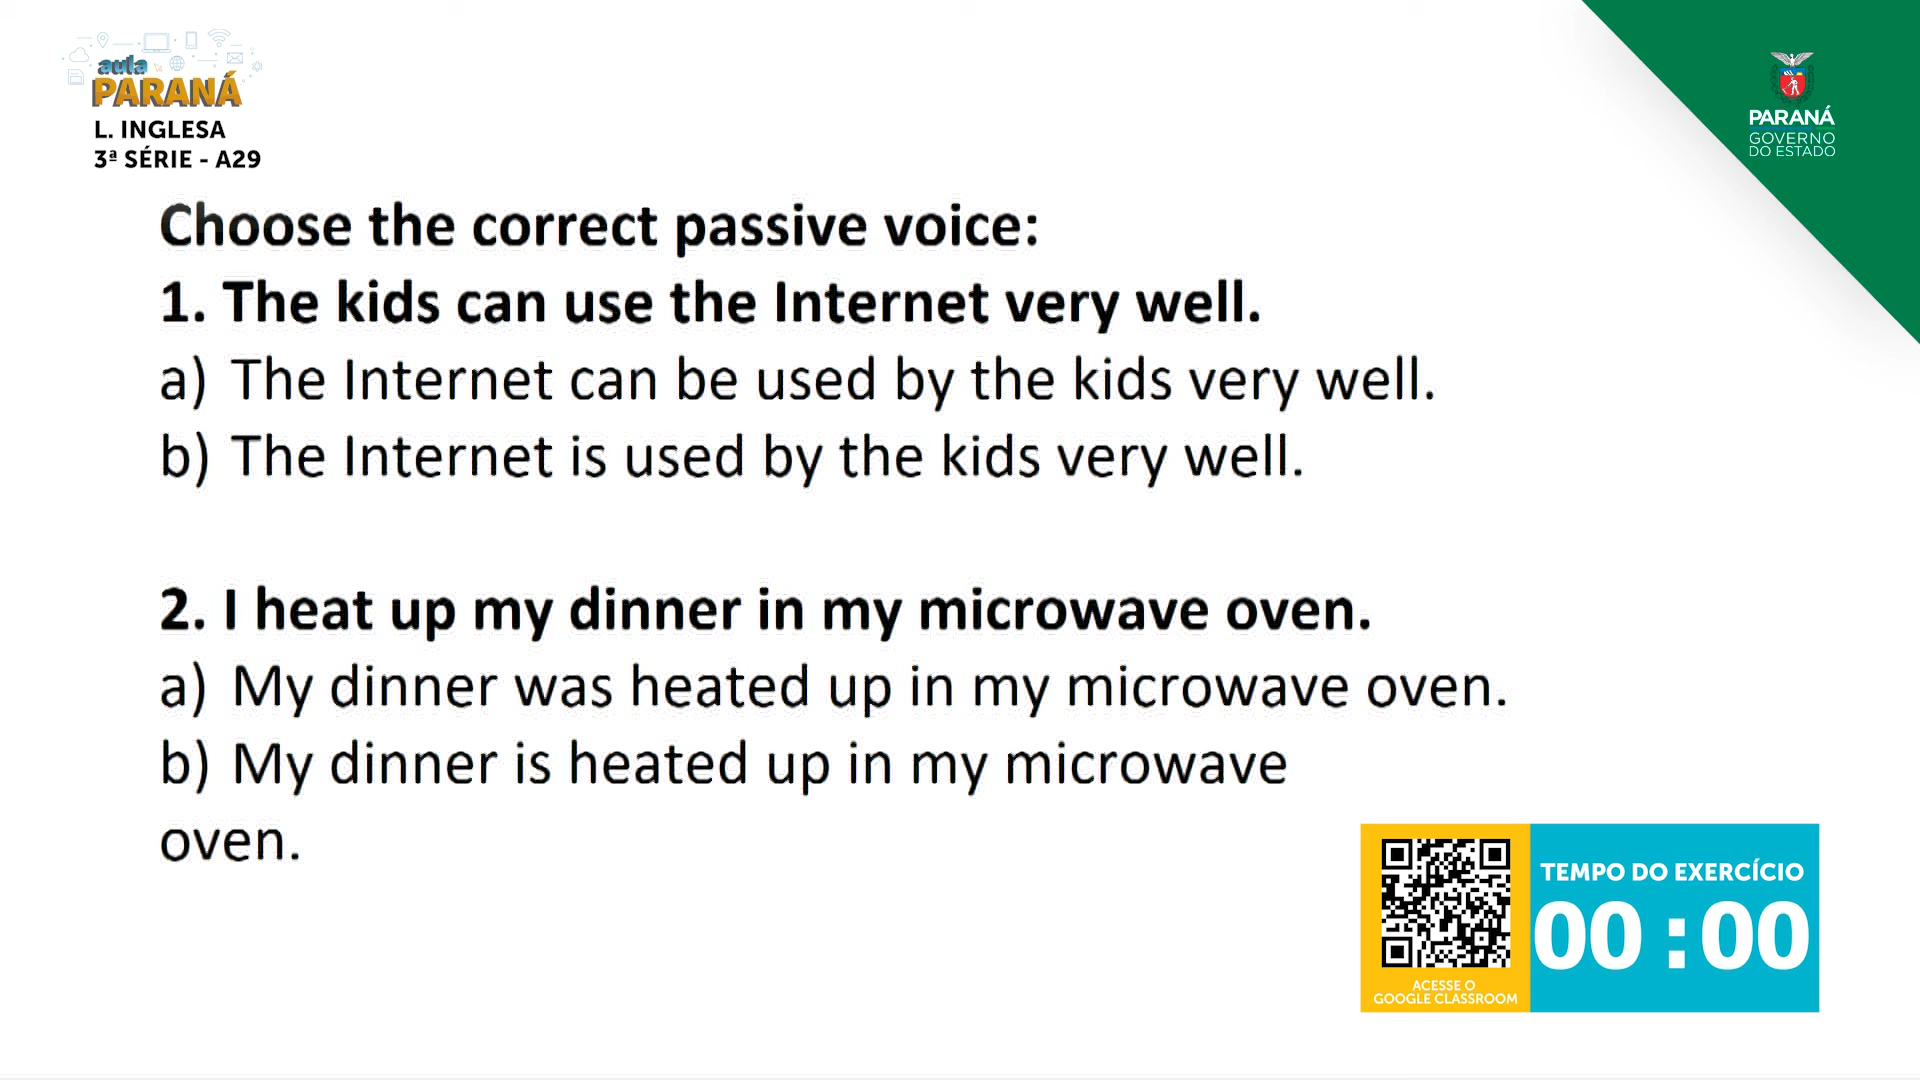 aula
PARANÁ
L. INGLESA
3ª SÉRIE - A29
PARANÁ
GOVERNO
DO ESTADO
Choose the correct passive voice:
1. The kids can use the Internet very well.
a) The Internet can be used by the kids very well.
b) The Internet is used by the kids very well.
2. I heat up my dinner in my microwave oven.
a) My dinner was heated up in my microwave oven.
b) My dinner is heated up in my microwave
oven.
TEMPO DO EXERCÍCIO
00:00
ACESSE O
GOOGLE CLASSROOM